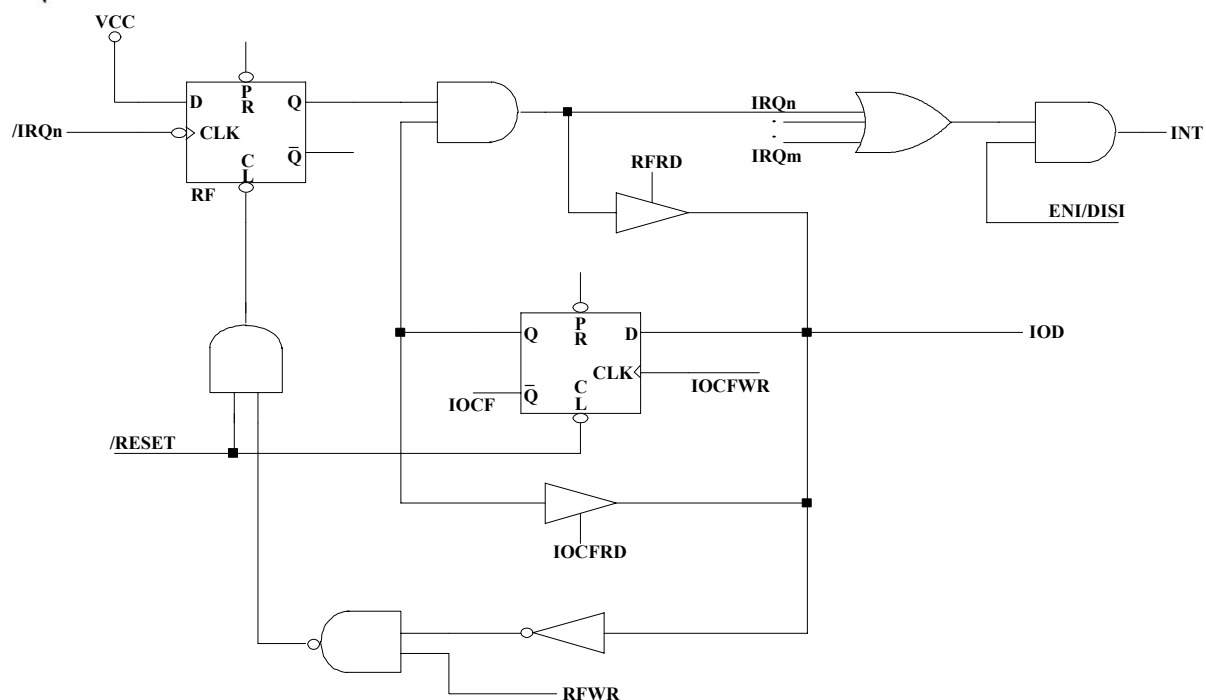 VCC
D
P
R
Q
/IRQn
CLK
C
L
Q̅
RF
IRQn
:
IRQm
INT
RFRD
ENI/DISI
P
R
Q
D
IOD
CLK
IOCFWR
IOCF
Q̅
C
L
/RESET
IOCFRD
RFWR